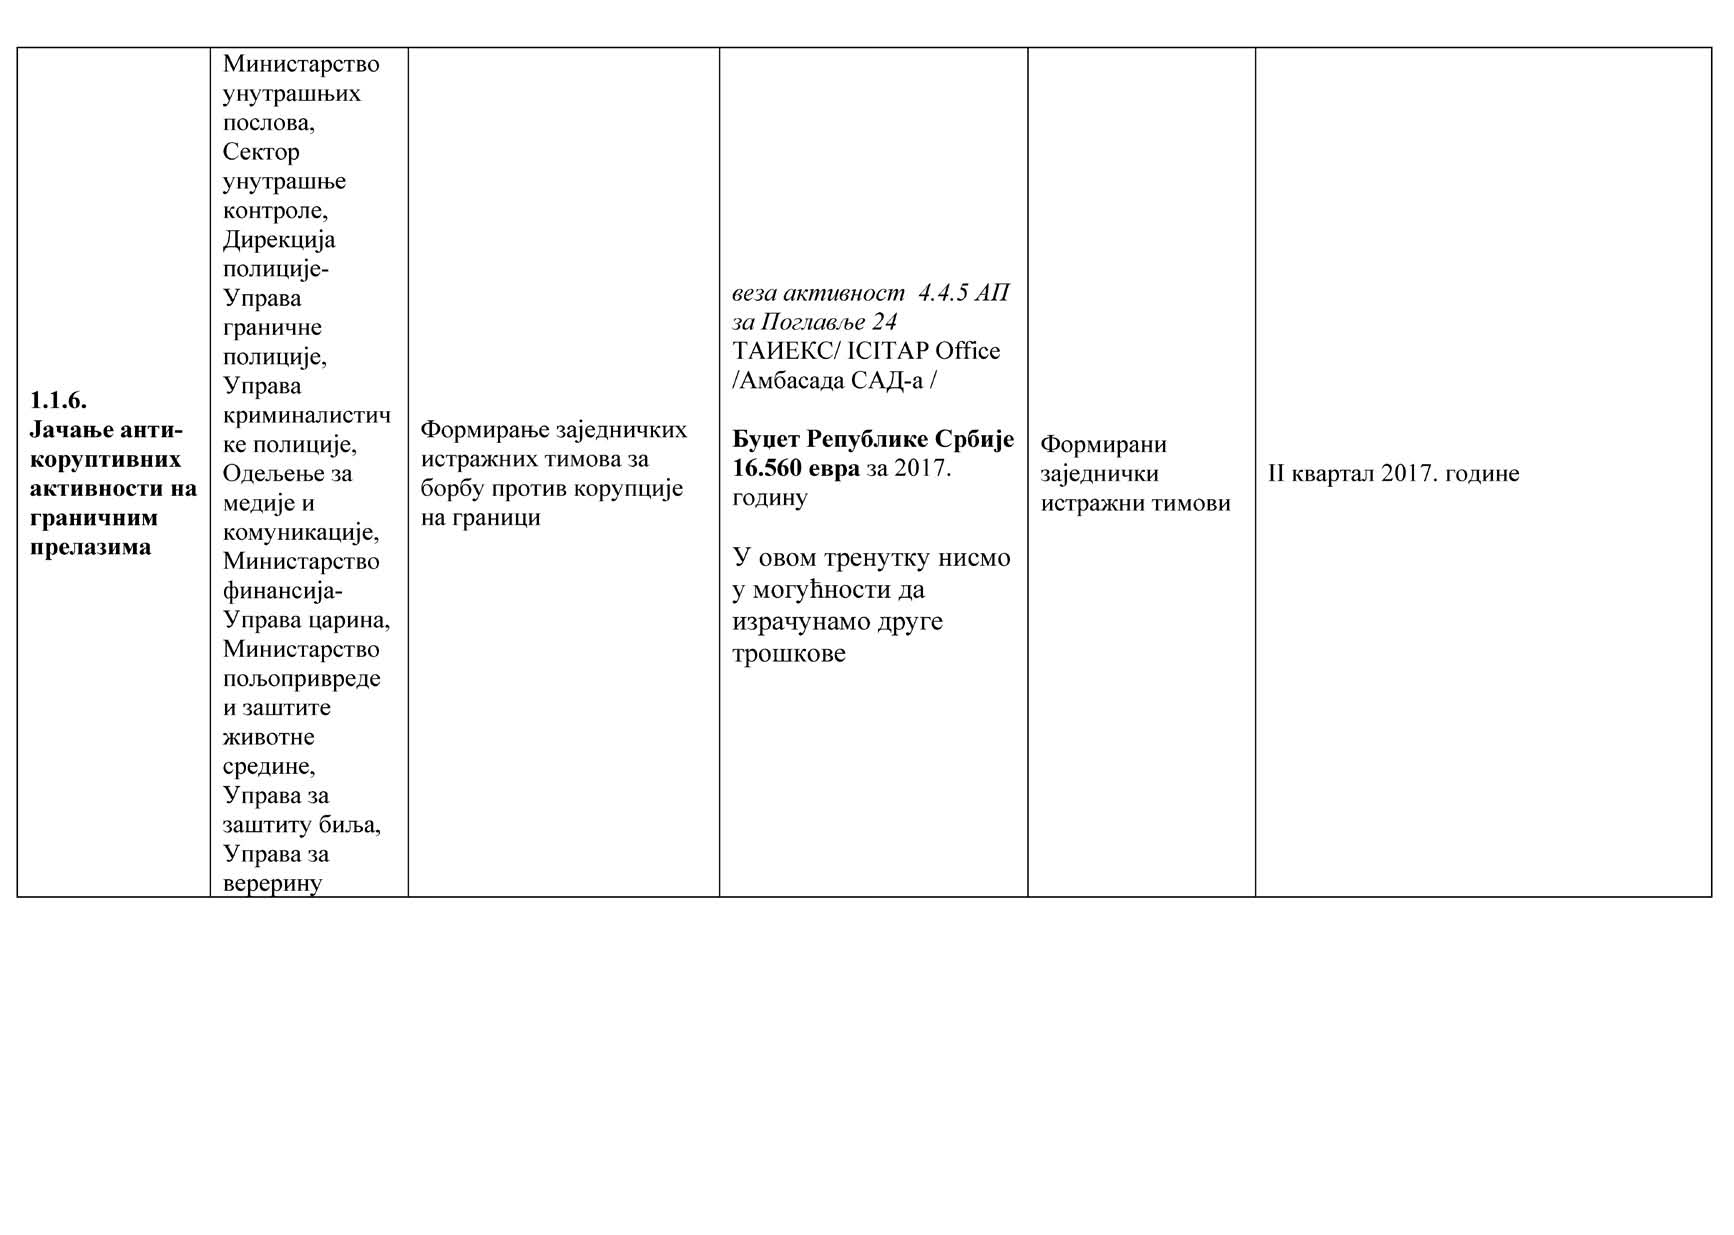 1.1.6.
Јачање анти-
коруптивних
активности на
граничним
прелазима
Министарство
унутрашњих
послова,
Сектор
унутрашње
контроле,
Дирекција
полиције-
Управа
граничне
полиције,
Управа
криминалистич
ке полиције,
Одељење за
медије и
комуникације,
Министарство
финансија-
Управа царина,
Министарство
пољопривреде
и заштите
животне
средине,
Управа за
заштиту биља,
Управа за
верерину
Формирање заједничких
истражних тимова за
борбу против корупције
на граници
веза активност  4.4.5 АП
за Поглавље 24
ТАИЕКС/ ICITAP Office
/Амбасада САД-а /
Буџет Републике Србије
16.560 евра за 2017.
годину
У овом тренутку нисмо
у могућности да
израчунамо друге
трошкове
Формирани
заједнички
истражни тимови
II квартал 2017. године